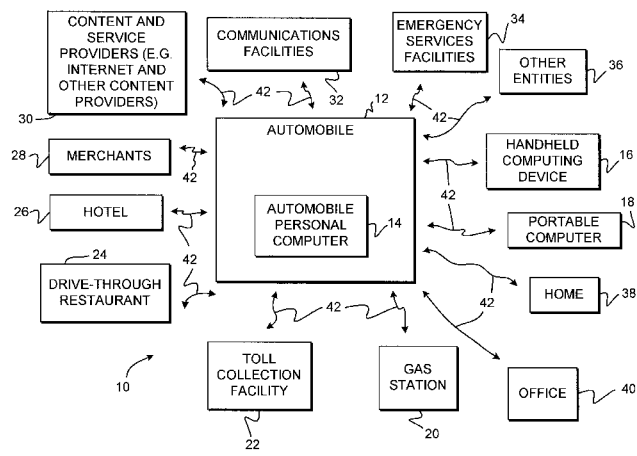 CONTENT AND
SERVICE
PROVIDERS (E.G.
INTERNET AND
OTHER CONTENT
PROVIDERS)
30
COMMUNICATIONS
FACILITIES
32
EMERGENCY
SERVICES
FACILITIES
34
OTHER
ENTITIES
36
42
42
12
28
MERCHANTS
42
AUTOMOBILE
HANDHELD
COMPUTING
DEVICE
16
42
26
HOTEL
AUTOMOBILE
PERSONAL
COMPUTER
14
18
PORTABLE
COMPUTER
24
DRIVE-THROUGH
RESTAURANT
42
42
42
HOME
38
10
TOLL
COLLECTION
FACILITY
22
GAS
STATION
20
OFFICE
40